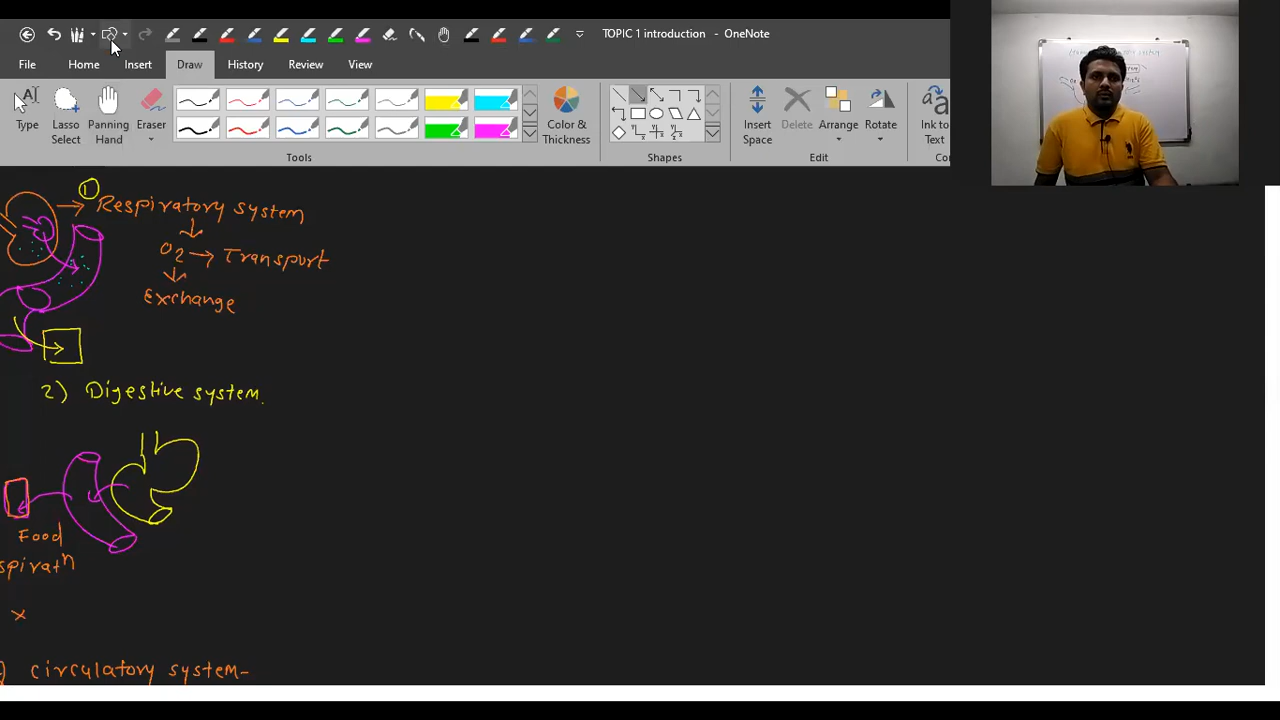 TOPIC 1 introduction - OneNote
File Home Insert Draw History Review View
Type
Lasso Select
Panning Hand
Eraser
Color & Thickness
Insert Space
Delete
Arrange
Rotate
Ink to Text
Tools
Shapes
Edit
Co
① Respiratory system
O2 → Transport
Exchange
2) Digestive system.
Food
spiratn
x
) circulatory system-